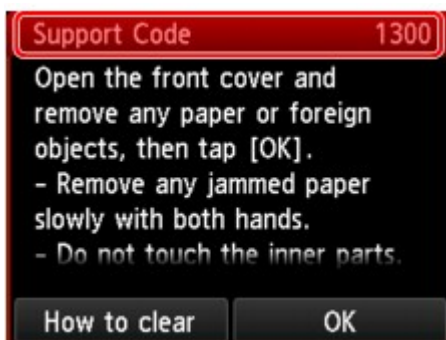 Support Code 1300
Open the front cover and
remove any paper or foreign
objects, then tap [OK].
- Remove any jammed paper
slowly with both hands.
- Do not touch the inner parts.
How to clear OK